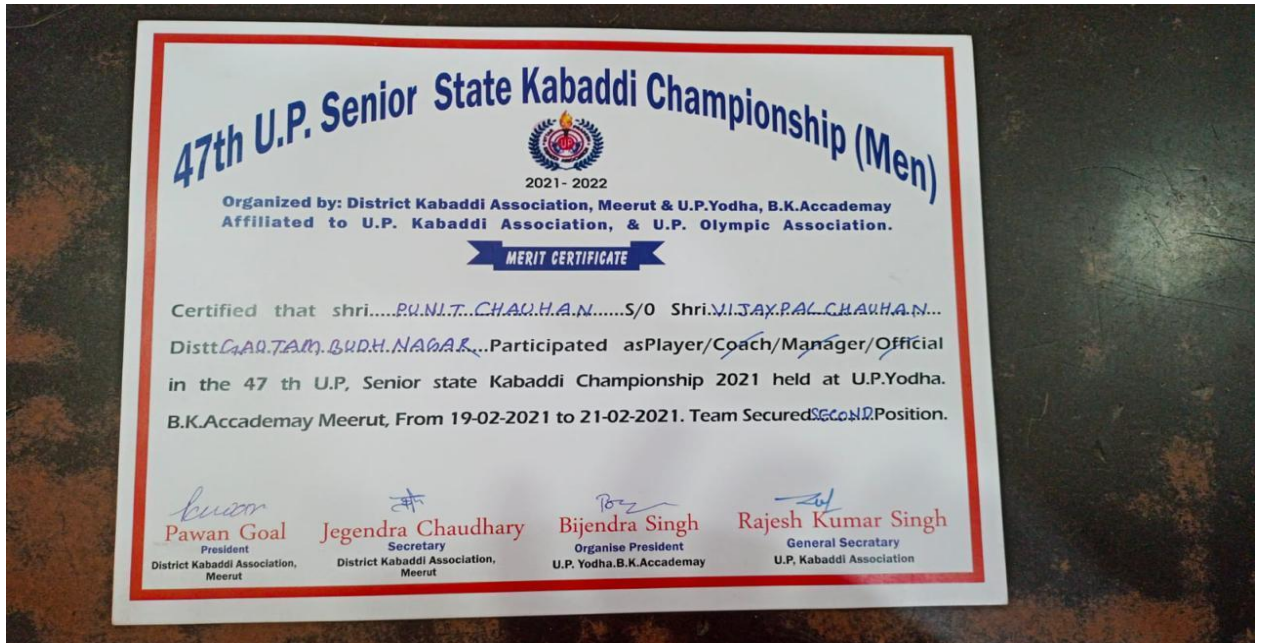 47th U.P. Senior State Kabaddi Championship (Men)
UP
2021- 2022
Organized by: District Kabaddi Association, Meerut & U.P.Yodha, B.K.Accademay
Affiliated to U.P. Kabaddi Association, & U.P. Olympic Association.
MERIT CERTIFICATE
Certified that shri.....PUNIT CHAUHAN......S/0 Shri.VIJAYPAL CHAUHAN...
Distt.GAUTAM BUDH NAGAR...Participated asPlayer/Coach/Manager/Official
in the 47 th U.P, Senior state Kabaddi Championship 2021 held at U.P.Yodha.
B.K.Accademay Meerut, From 19-02-2021 to 21-02-2021. Team Secured SECOND Position.
Pawan Goal
President
District Kabaddi Association,
Meerut
Jegendra Chaudhary
Secretary
District Kabaddi Association,
Meerut
Bijendra Singh
Organise President
U.P. Yodha.B.K.Accademay
Rajesh Kumar Singh
General Secratary
U.P, Kabaddi Association